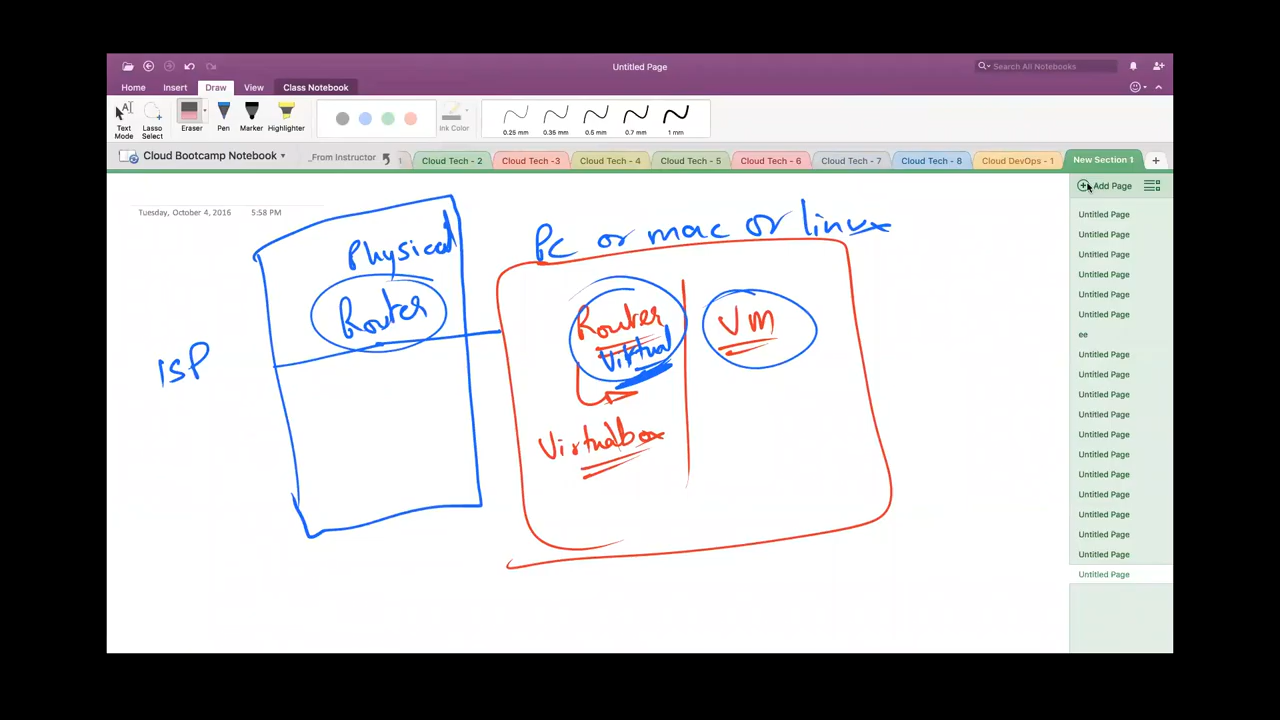 Untitled Page
Search All Notebooks
Home Insert Draw View Class Notebook
Text Mode
Lasso Select
Eraser
Pen
Marker
Highlighter
Ink Color
0.25 mm 0.35 mm 0.5 mm 0.7 mm 1 mm
Cloud Bootcamp Notebook
_From Instructor
Cloud Tech - 2
Cloud Tech -3
Cloud Tech - 4
Cloud Tech - 5
Cloud Tech - 6
Cloud Tech - 7
Cloud Tech - 8
Cloud DevOps - 1
New Section 1
+
Add Page
Tuesday, October 4, 2016 5:58 PM
PC or mac or linux
Physical
Router
ISP
Router
Virtual
VM
Virtualbox
Untitled Page
Untitled Page
Untitled Page
Untitled Page
Untitled Page
Untitled Page
ee
Untitled Page
Untitled Page
Untitled Page
Untitled Page
Untitled Page
Untitled Page
Untitled Page
Untitled Page
Untitled Page
Untitled Page
Untitled Page
Untitled Page